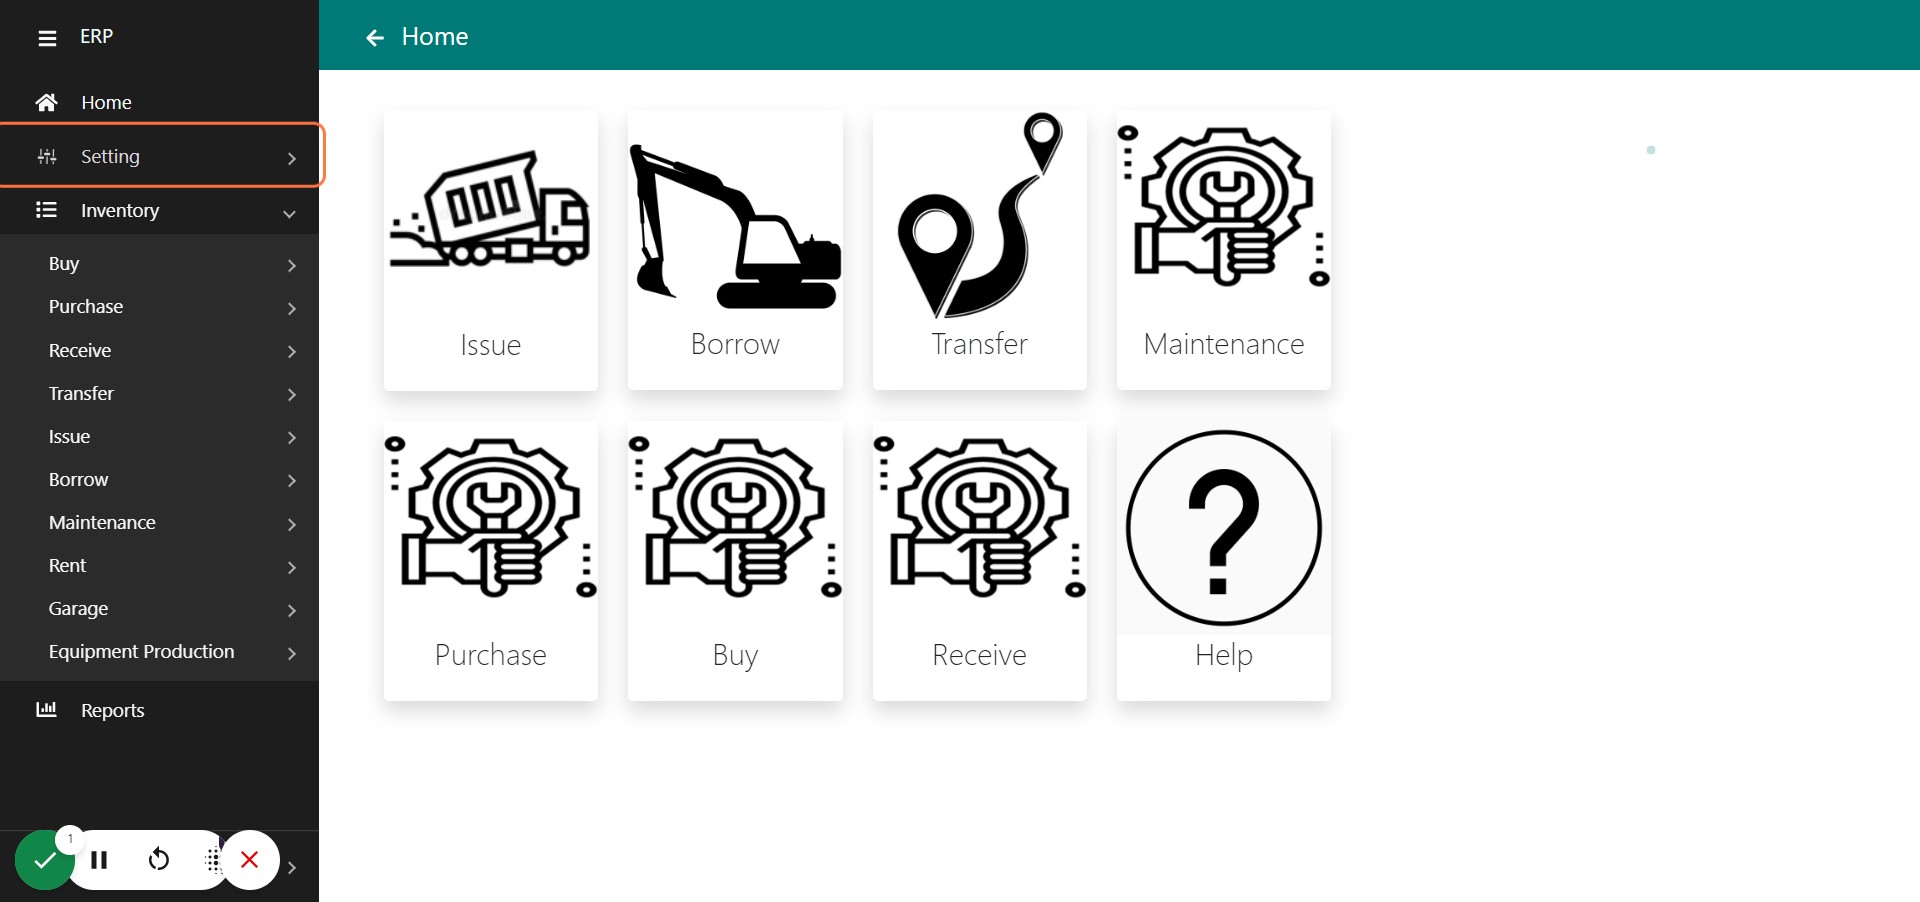 ERP
Home
Home
Setting
Inventory
Buy
Purchase
Receive
Transfer
Issue
Borrow
Maintenance
Rent
Garage
Equipment Production
Reports
1
Issue
Borrow
Transfer
Maintenance
Purchase
Buy
Receive
Help